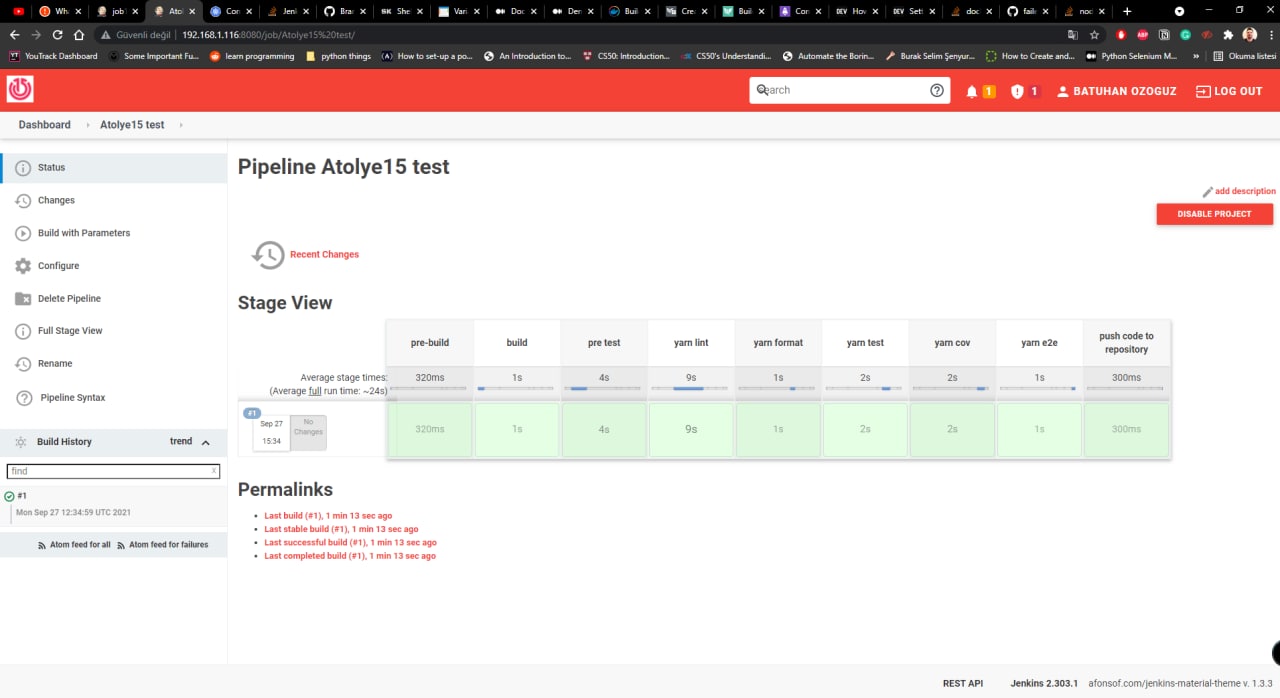 Wha
job
Atol
Con
Jenl
Bra
She
Vari
Doc
Der
Buil
Cre
Buil
Con
DEV Hov
DEV Sett
doc
faile
noc
Güvenli değil | 192.168.1.116:8080/job/Atolye15%20test/
YouTrack Dashboard
Some Important Fu...
learn programming
python things
How to set-up a po...
An Introduction to...
CS50: Introduction...
CS50's Understandi...
Automate the Borin...
Burak Selim Şenyur...
How to Create and...
Python Selenium M...
»
Okuma listesi
Search
1
1
BATUHAN OZOGUZ
LOG OUT
Dashboard
Atolye15 test
Status
Changes
Build with Parameters
Configure
Delete Pipeline
Full Stage View
Rename
Pipeline Syntax
Build History
trend
find
x
#1
Mon Sep 27 12:34:59 UTC 2021
Atom feed for all
Atom feed for failures
Pipeline Atolye15 test
add description
DISABLE PROJECT
Recent Changes
Stage View
pre-build
build
pre test
yarn lint
yarn format
yarn test
yarn cov
yarn e2e
push code to
repository
Average stage times:
(Average full run time: ~24s)
320ms
1s
4s
9s
1s
2s
2s
1s
300ms
#1
Sep 27
15:34
No
Changes
320ms
1s
4s
9s
1s
2s
2s
1s
300ms
Permalinks
Last build (#1), 1 min 13 sec ago
Last stable build (#1), 1 min 13 sec ago
Last successful build (#1), 1 min 13 sec ago
Last completed build (#1), 1 min 13 sec ago
REST API
Jenkins 2.303.1
afonsof.com/jenkins-material-theme v. 1.3.3